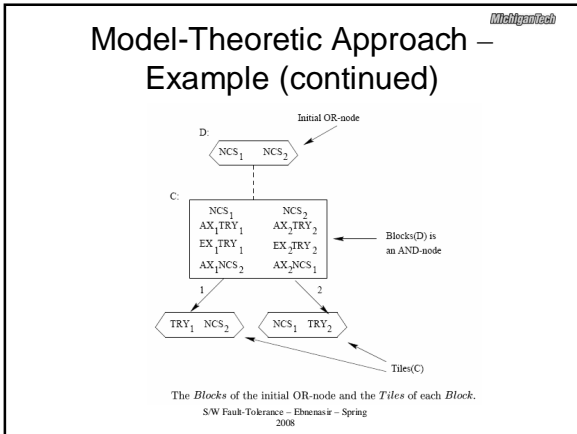 MichiganTech
Model-Theoretic Approach –
Example (continued)
Initial OR-node
D:
NCS1 NCS2
C:
NCS1 NCS2
AX1TRY1 AX2TRY2
EX1TRY1 EX2TRY2
AX1NCS2 AX2NCS1
Blocks(D) is
an AND-node
1 2
TRY1 NCS2 NCS1 TRY2
Tiles(C)
The Blocks of the initial OR-node and the Tiles of each Block.
S/W Fault-Tolerance – Ebnenasir – Spring
2008